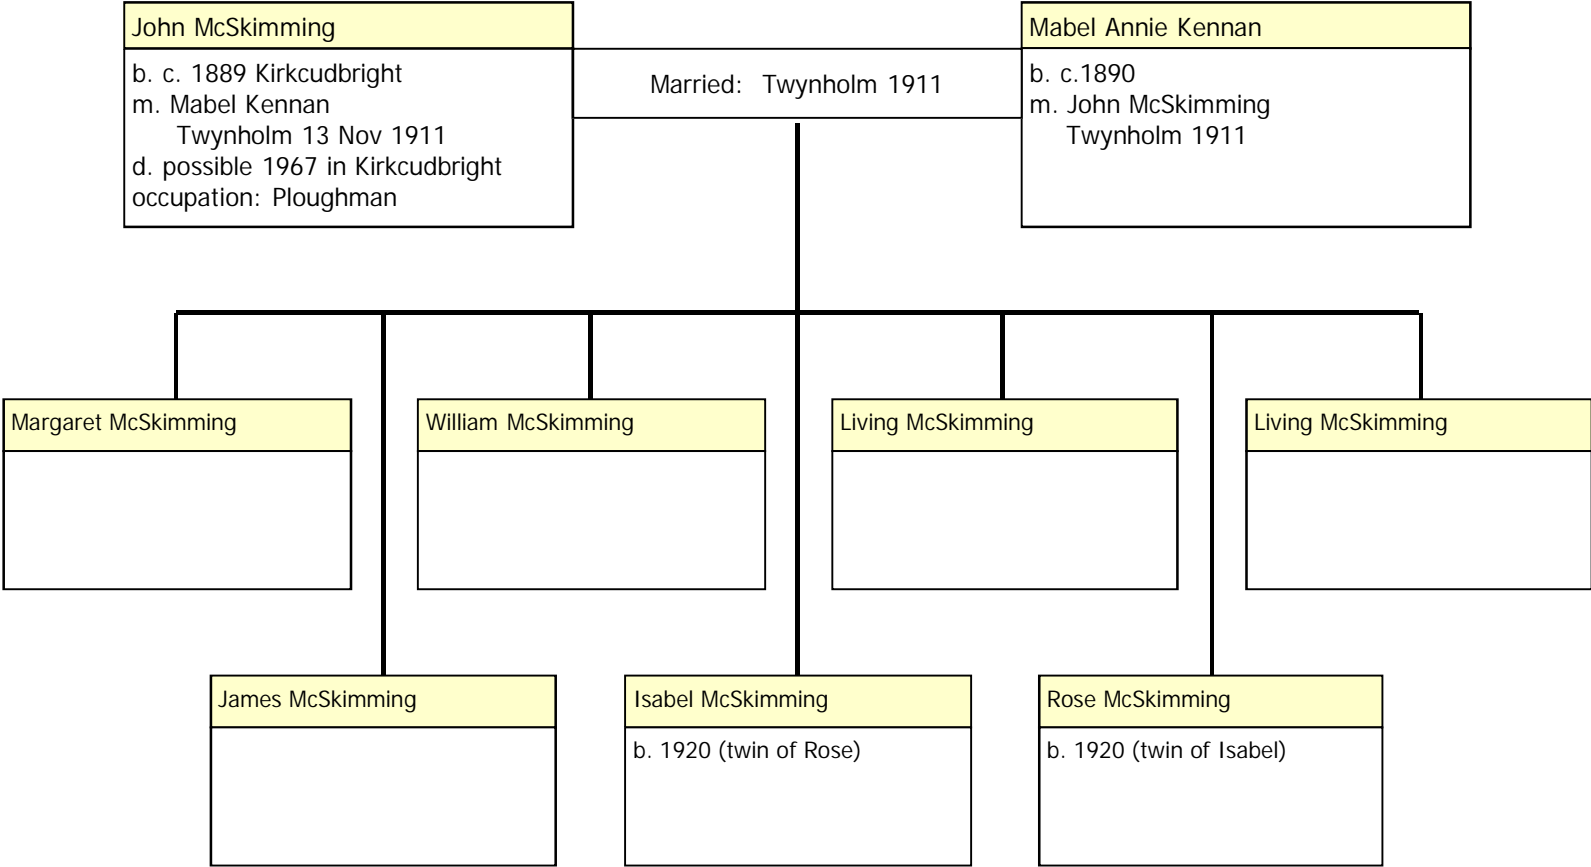 John McSkimming
b. c. 1889 Kirkcudbright
m. Mabel Kennan
Twynholm 13 Nov 1911
d. possible 1967 in Kirkcudbright
occupation: Ploughman
Married: Twynholm 1911
Mabel Annie Kennan
b. c.1890
m. John McSkimming
Twynholm 1911
Margaret McSkimming
William McSkimming
Living McSkimming
Living McSkimming
James McSkimming
Isabel McSkimming
b. 1920 (twin of Rose)
Rose McSkimming
b. 1920 (twin of Isabel)